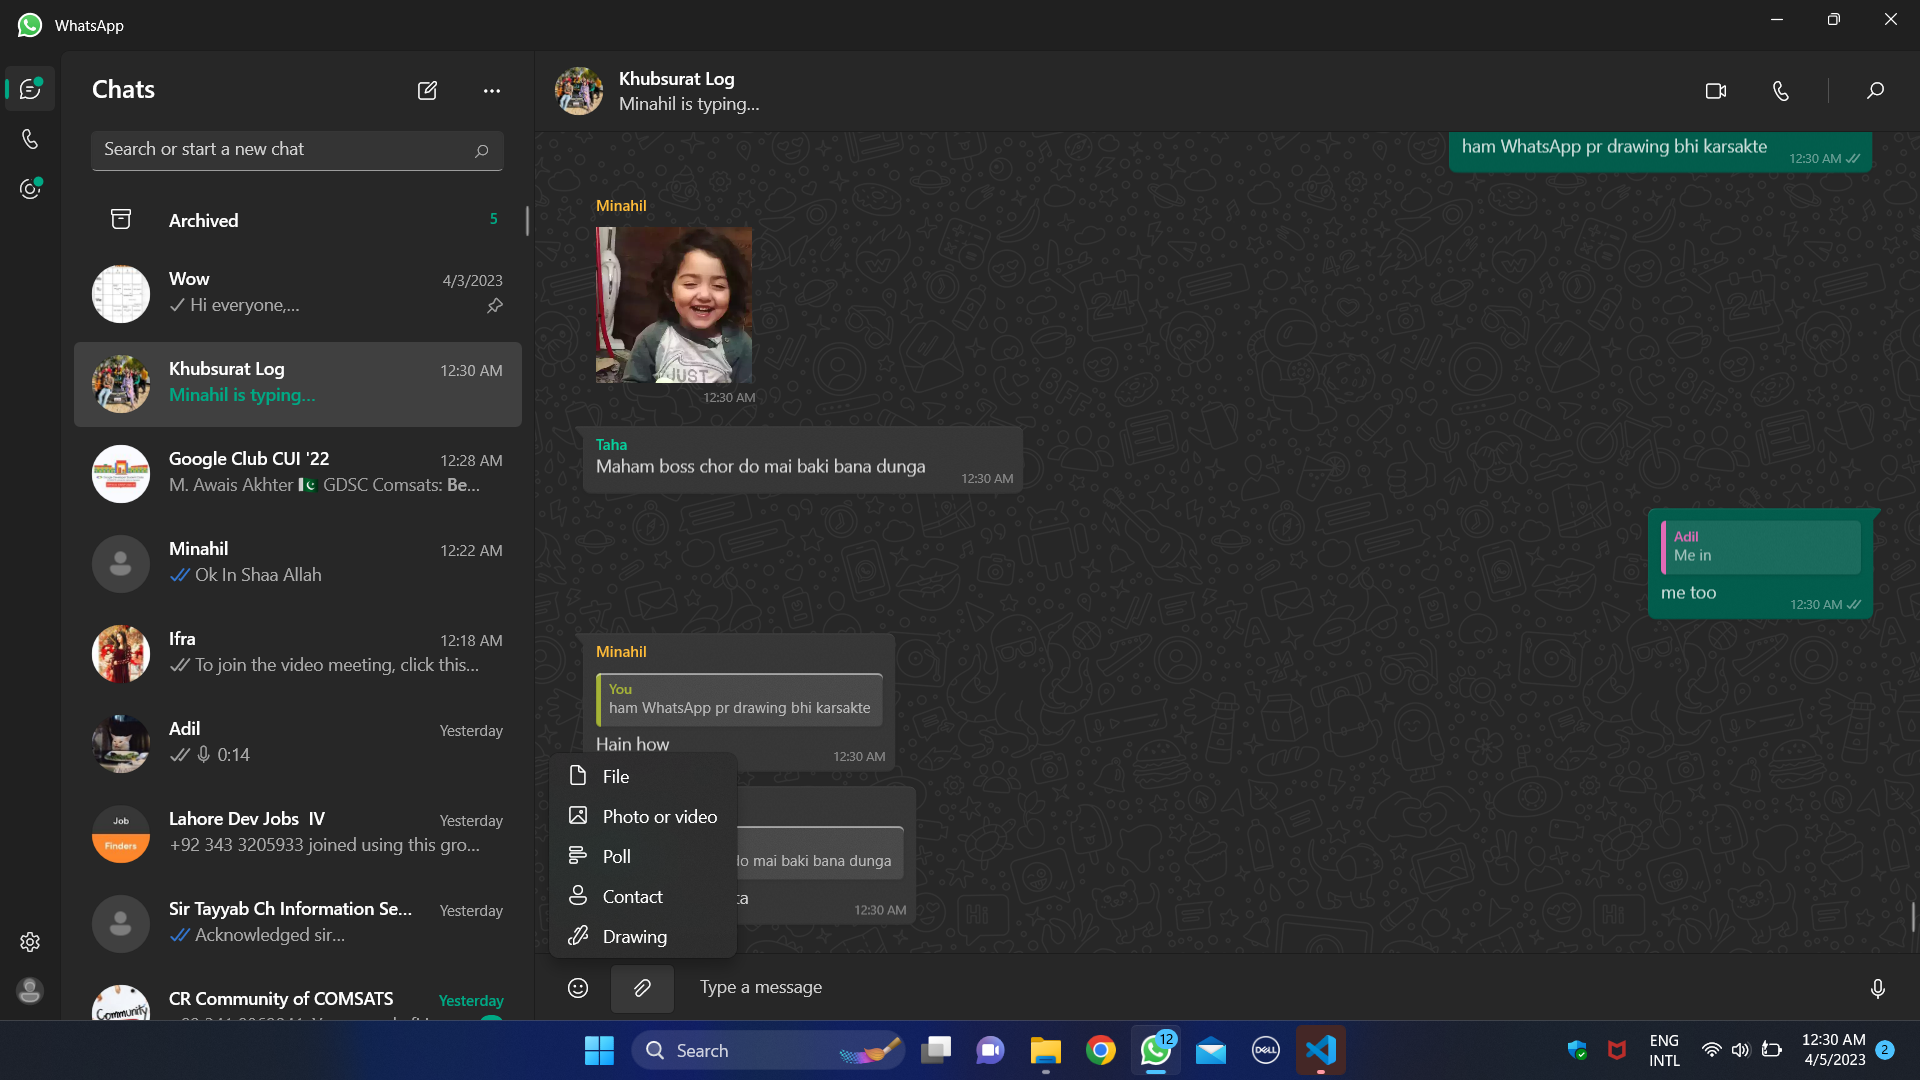 WhatsApp
Chats
Search or start a new chat
Archived
5
Wow
4/3/2023
Hi everyone,...
Khubsurat Log
12:30 AM
Minahil is typing...
Google Club CUI '22
12:28 AM
M. Awais Akhter 🇵🇰 GDSC Comsats: Be...
Minahil
12:22 AM
Ok In Shaa Allah
Ifra
12:18 AM
To join the video meeting, click this...
Adil
Yesterday
0:14
Job
Finders
Lahore Dev Jobs IV
Yesterday
+92 343 3205933 joined using this gro...
Sir Tayyab Ch Information Se...
Yesterday
Acknowledged sir...
Community
CR Community of COMSATS
Yesterday
Khubsurat Log
Minahil is typing...
ham WhatsApp pr drawing bhi karsakte
12:30 AM
Minahil
JUST
12:30 AM
Taha
Maham boss chor do mai baki bana dunga
12:30 AM
Adil
Me in
me too
12:30 AM
Minahil
You
ham WhatsApp pr drawing bhi karsakte
Hain how
12:30 AM
do mai baki bana dunga
ta
12:30 AM
File
Photo or video
Poll
Contact
Drawing
Type a message
Search
12
DELL
ENG
INTL
12:30 AM
4/5/2023
2